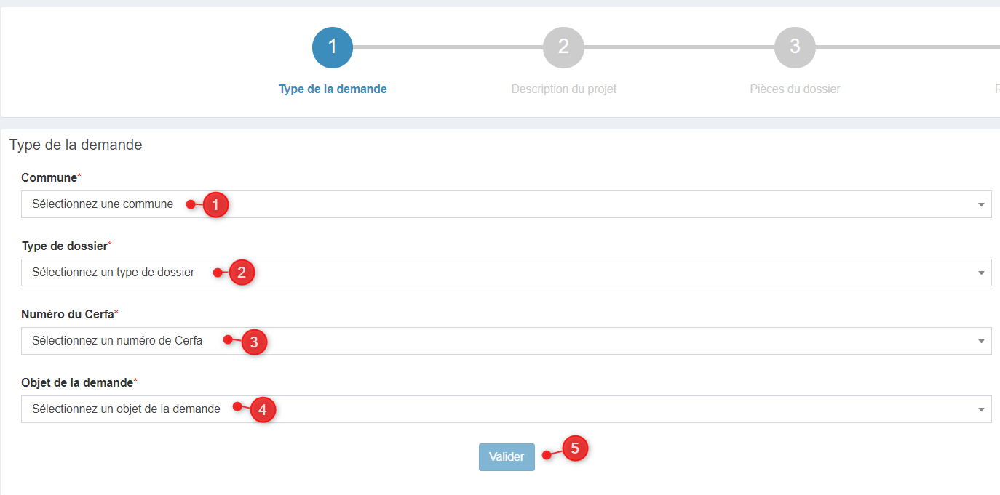 1 2 3
Type de la demande Description du projet Pièces du dossier
Type de la demande
Commune*
Sélectionnez une commune 1
Type de dossier*
Sélectionnez un type de dossier 2
Numéro du Cerfa*
Sélectionnez un numéro de Cerfa 3
Objet de la demande*
Sélectionnez un objet de la demande 4
Valider 5